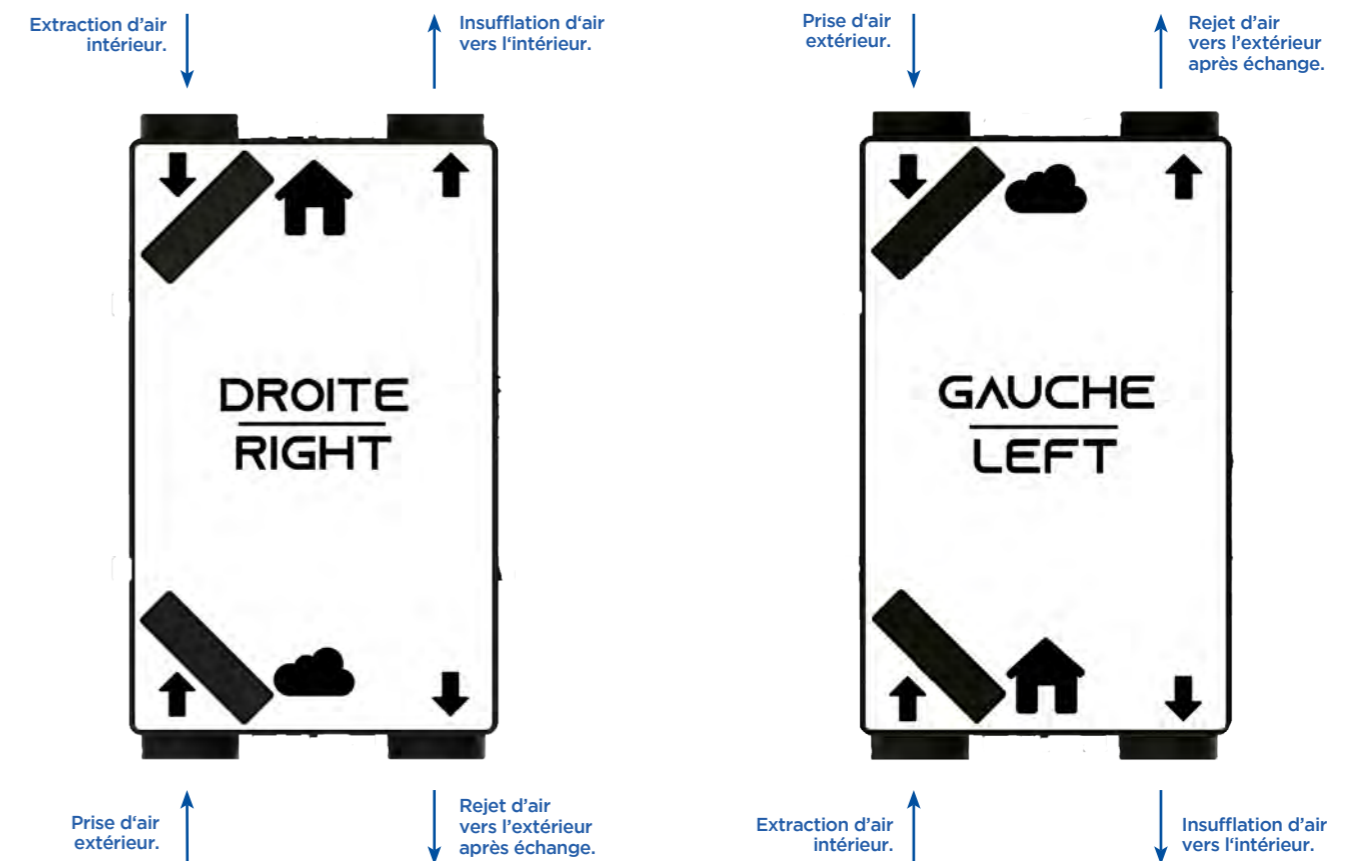 Extraction d'air
intérieur.
Insufflation d‘air
vers l‘intérieur.
DROITE
RIGHT
Prise d‘air
extérieur.
Rejet d’air
vers l’extérieur
après échange.
Prise d’air
extérieur.
Rejet d’air
vers l’extérieur
après échange.
GAUCHE
LEFT
Extraction d’air
intérieur.
Insufflation d’air
vers l‘intérieur.